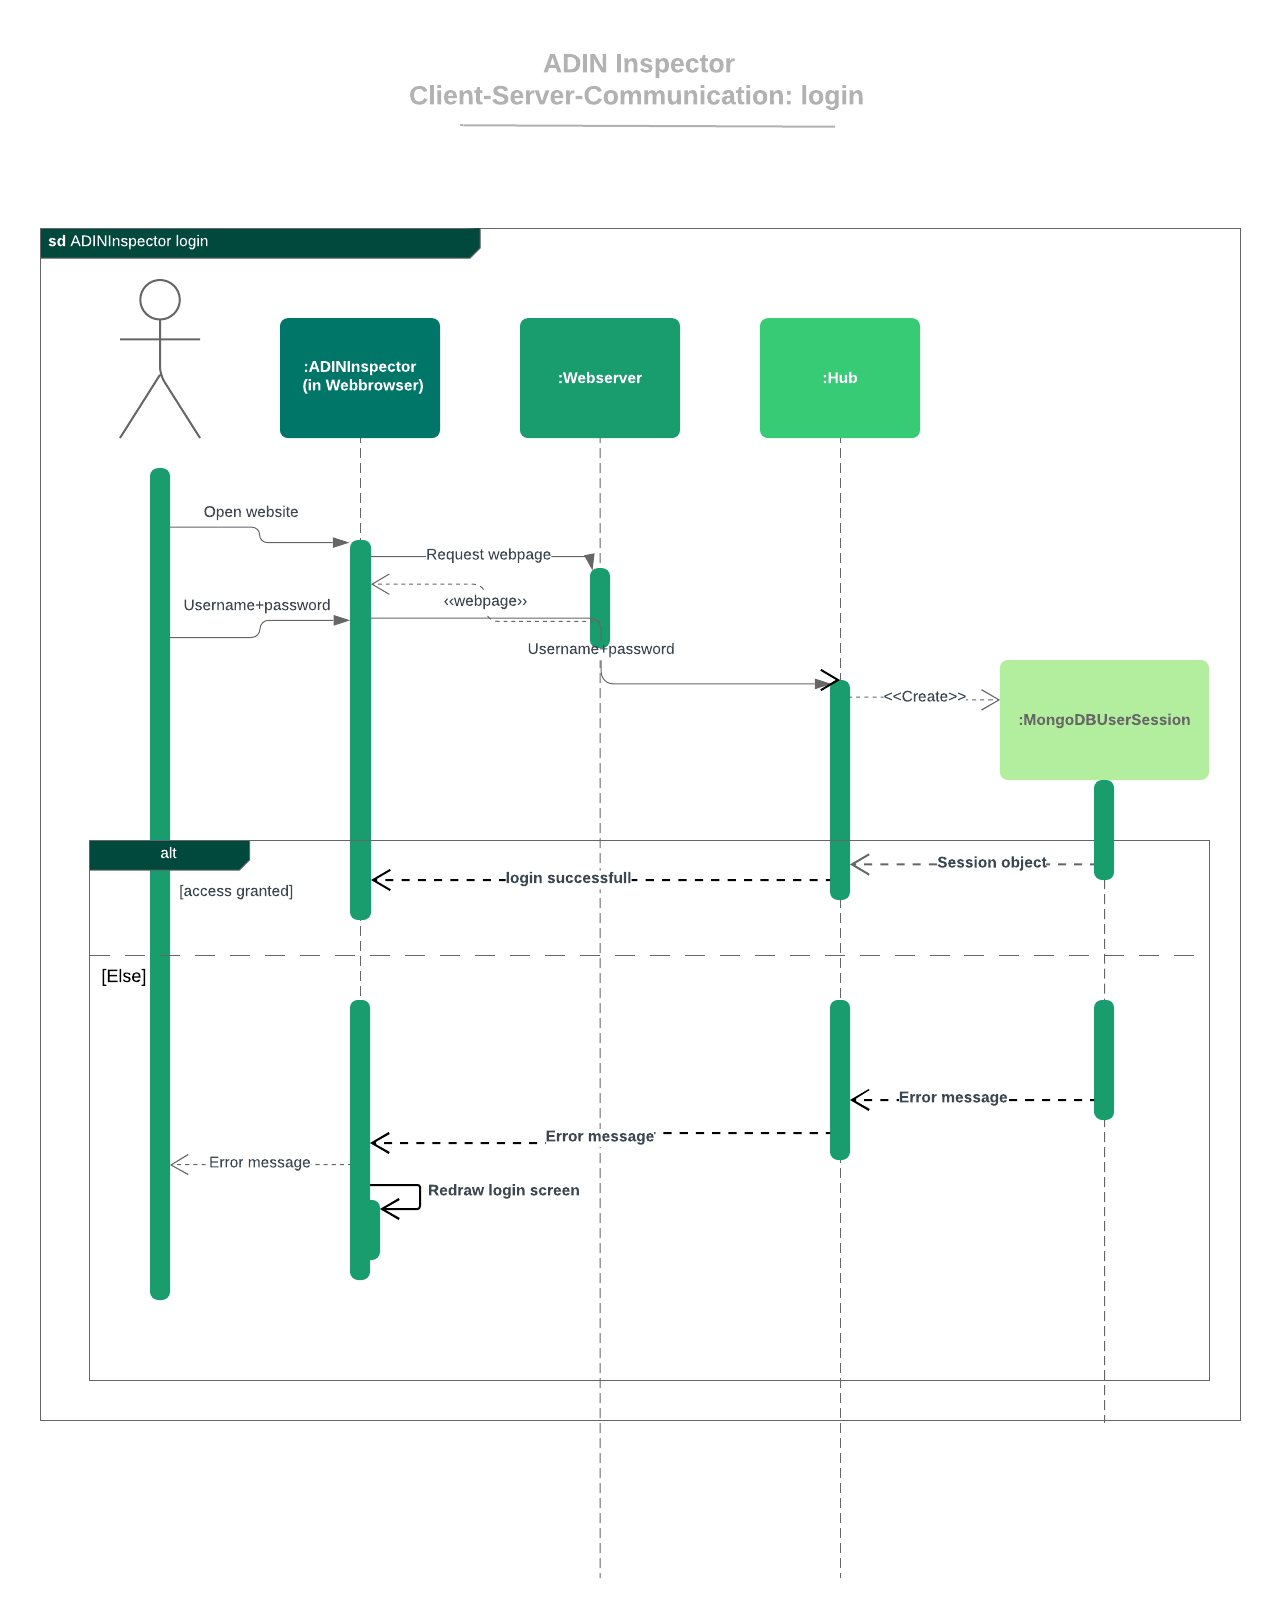 ADIN Inspector
Client-Server-Communication: login
sd ADINInspector login
:ADINInspector
(in Webbrowser)
:Webserver
:Hub
Open website
Request webpage
‹‹webpage››
Username+password
Username+password
<<Create>>
:MongoDBUserSession
alt
Session object
login successfull
[access granted]
[Else]
Error message
Error message
Error message
Redraw login screen